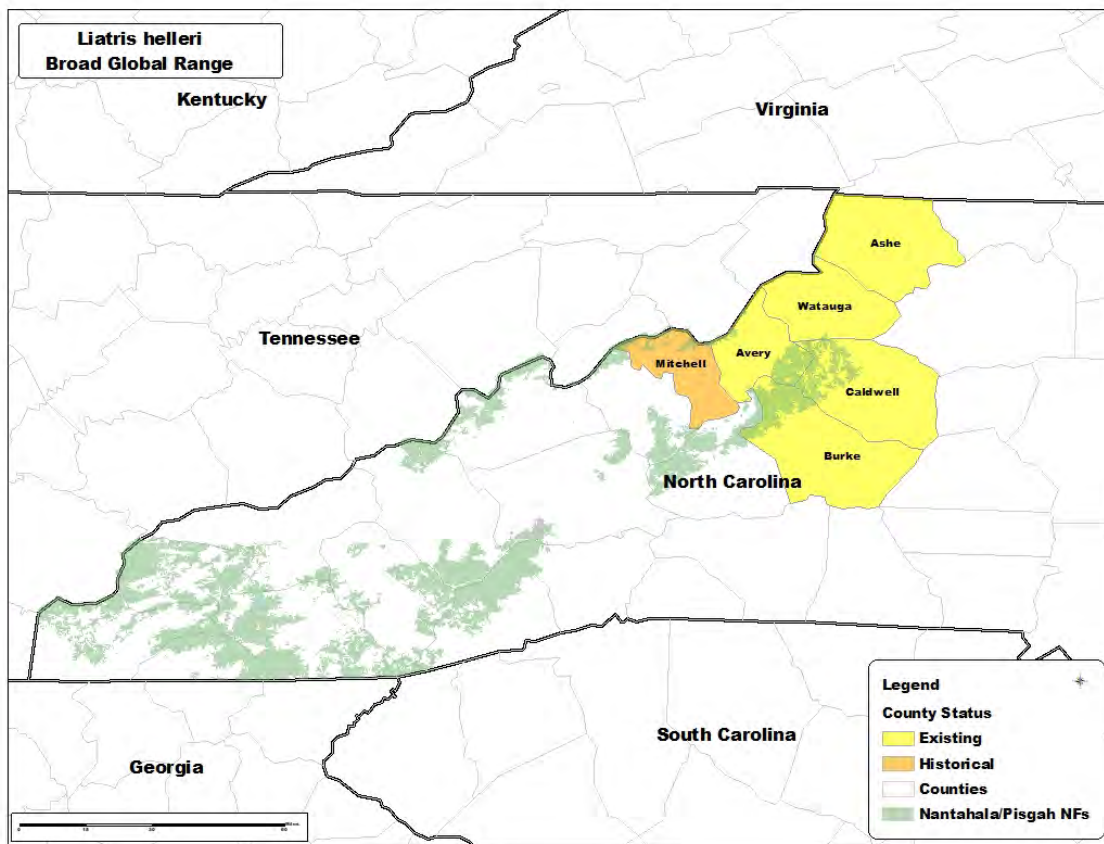 Liatris helleri
Broad Global Range
Kentucky
Virginia
Ashe
Watauga
Tennessee
Avery
Mitchell
Caldwell
Burke
North Carolina
Legend
County Status
Existing
Historical
Counties
Nantahala/Pisgah NFs
South Carolina
Georgia